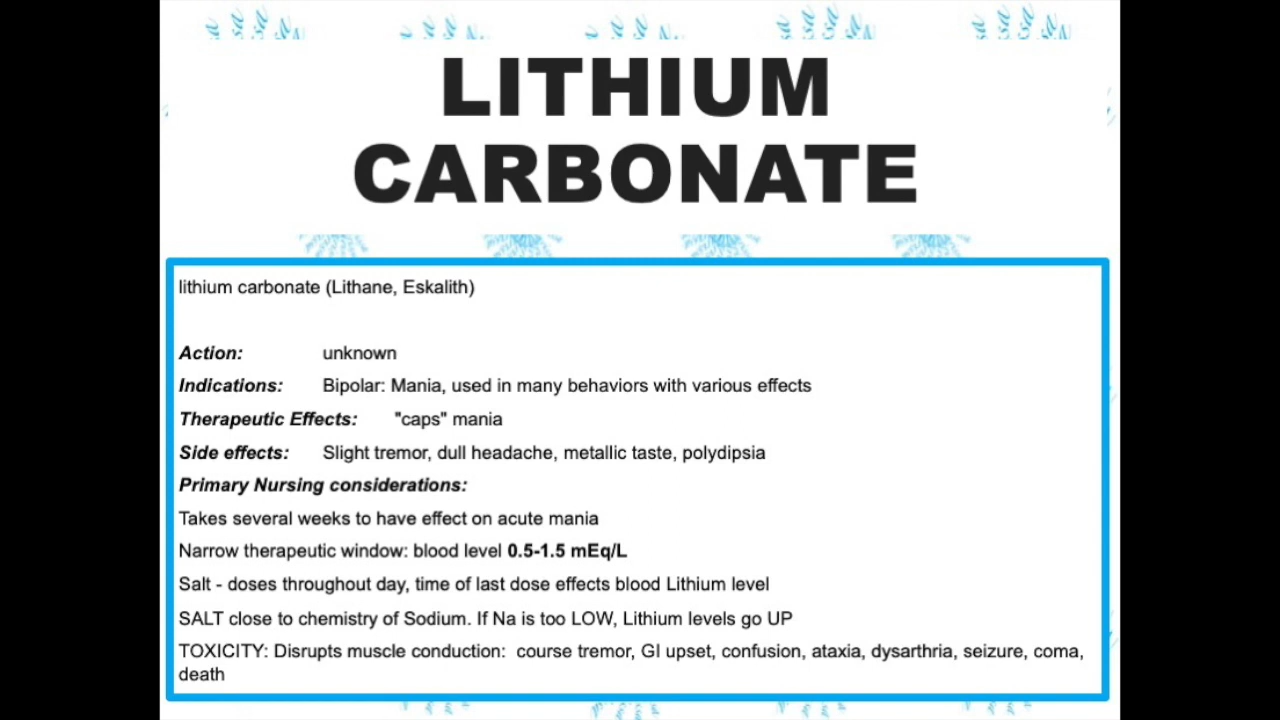 LITHIUM
CARBONATE
lithium carbonate (Lithane, Eskalith)
Action: unknown
Indications: Bipolar: Mania, used in many behaviors with various effects
Therapeutic Effects: "caps" mania
Side effects: Slight tremor, dull headache, metallic taste, polydipsia
Primary Nursing considerations:
Takes several weeks to have effect on acute mania
Narrow therapeutic window: blood level 0.5-1.5 mEq/L
Salt - doses throughout day, time of last dose effects blood Lithium level
SALT close to chemistry of Sodium. If Na is too LOW, Lithium levels go UP
TOXICITY: Disrupts muscle conduction: course tremor, GI upset, confusion, ataxia, dysarthria, seizure, coma,
death